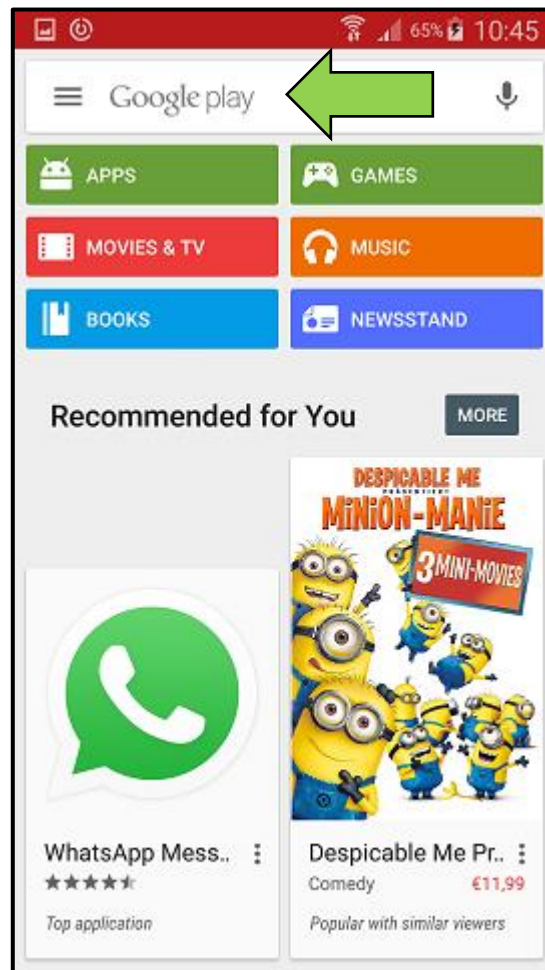 65% 10:45
Google play
APPS
GAMES
MOVIES & TV
MUSIC
BOOKS
NEWSSTAND
Recommended for You
MORE
DESPICABLE ME
PRÄSENTIERT
MINION-MANIE
3 MINI-MOVIES
WhatsApp Mess..
Top application
Despicable Me Pr..
Comedy €11,99
Popular with similar viewers